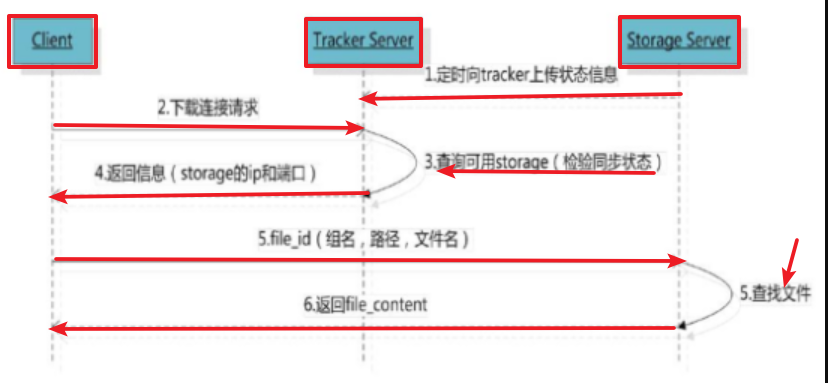 Client
Tracker Server
Storage Server
1.定时向tracker上传状态信息
2.下载连接请求
3.查询可用storage（检验同步状态）
4.返回信息（storage的ip和端口）
5.file_id（组名，路径，文件名）
5.查找文件
6.返回file_content